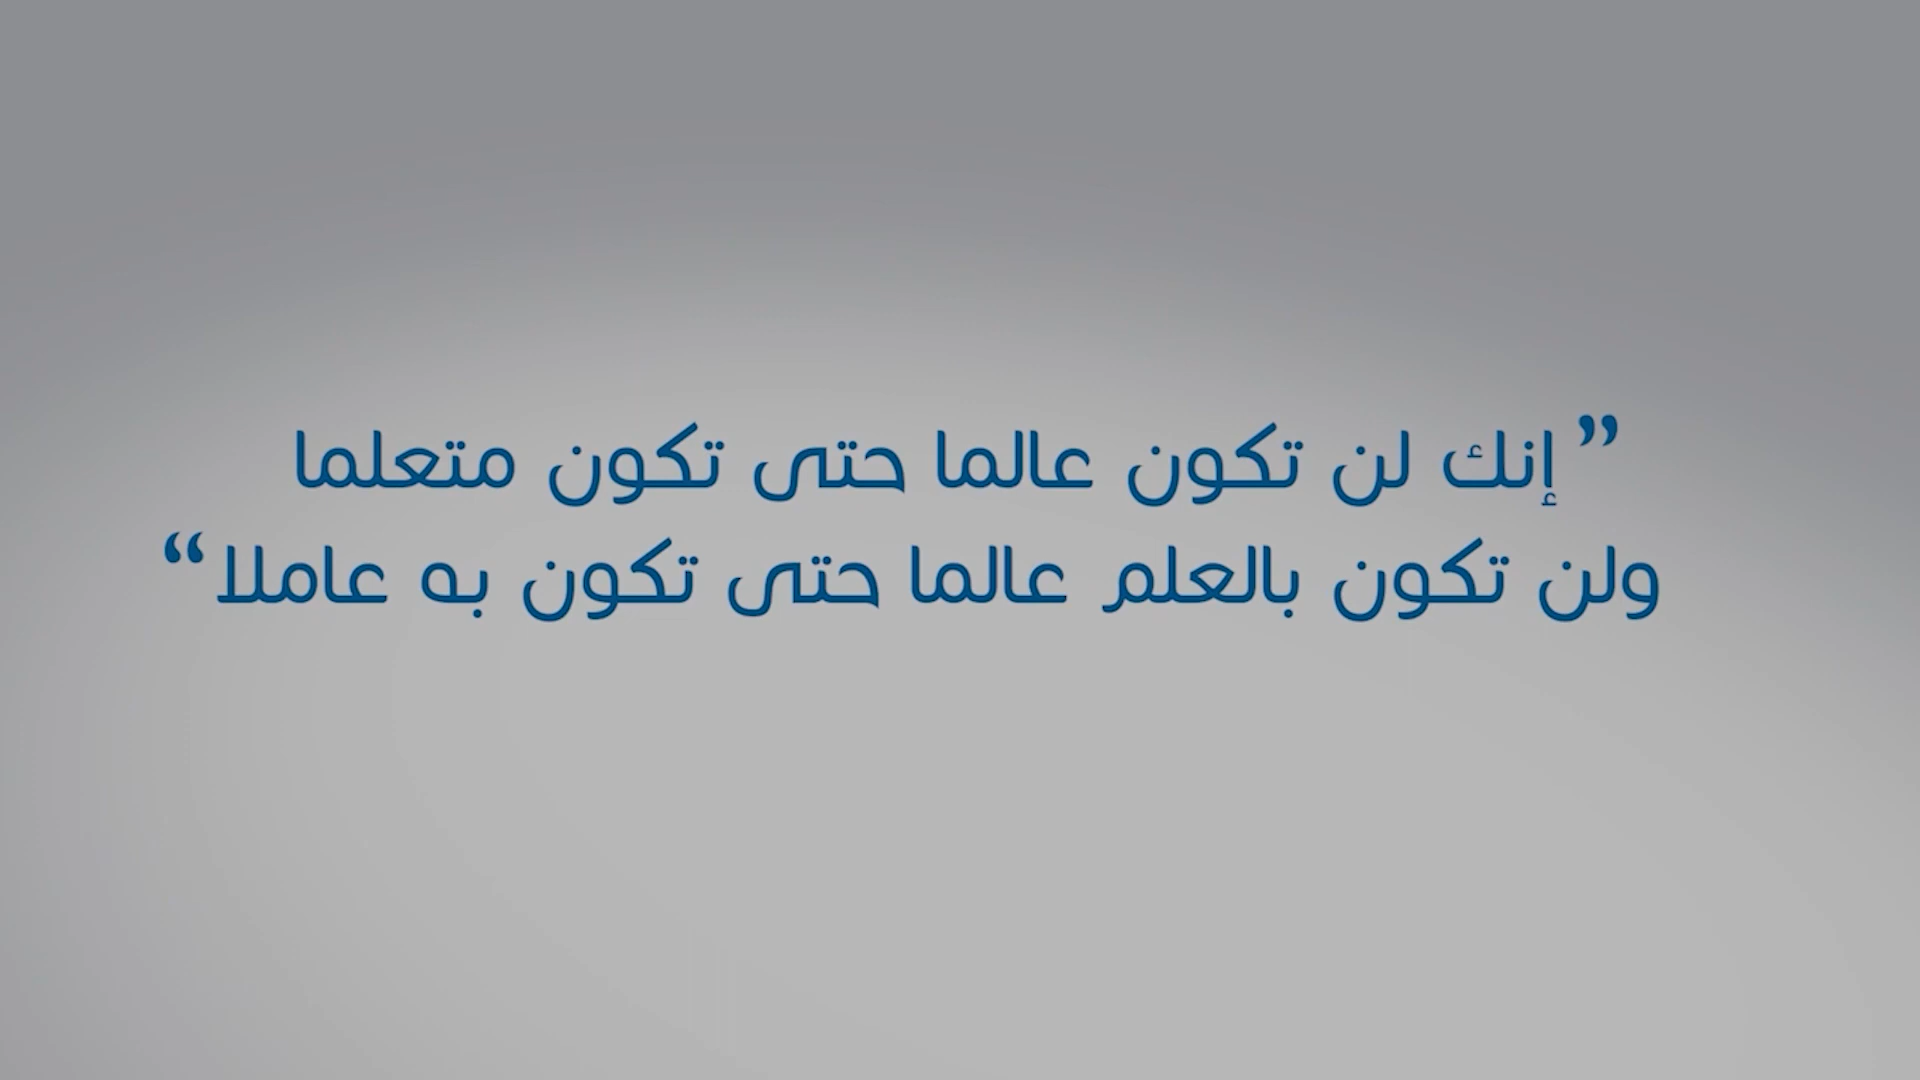 ”إنك لن تكون عالما حتى تكون متعلما
ولن تكون بالعلم عالما حتى تكون به عاملا“